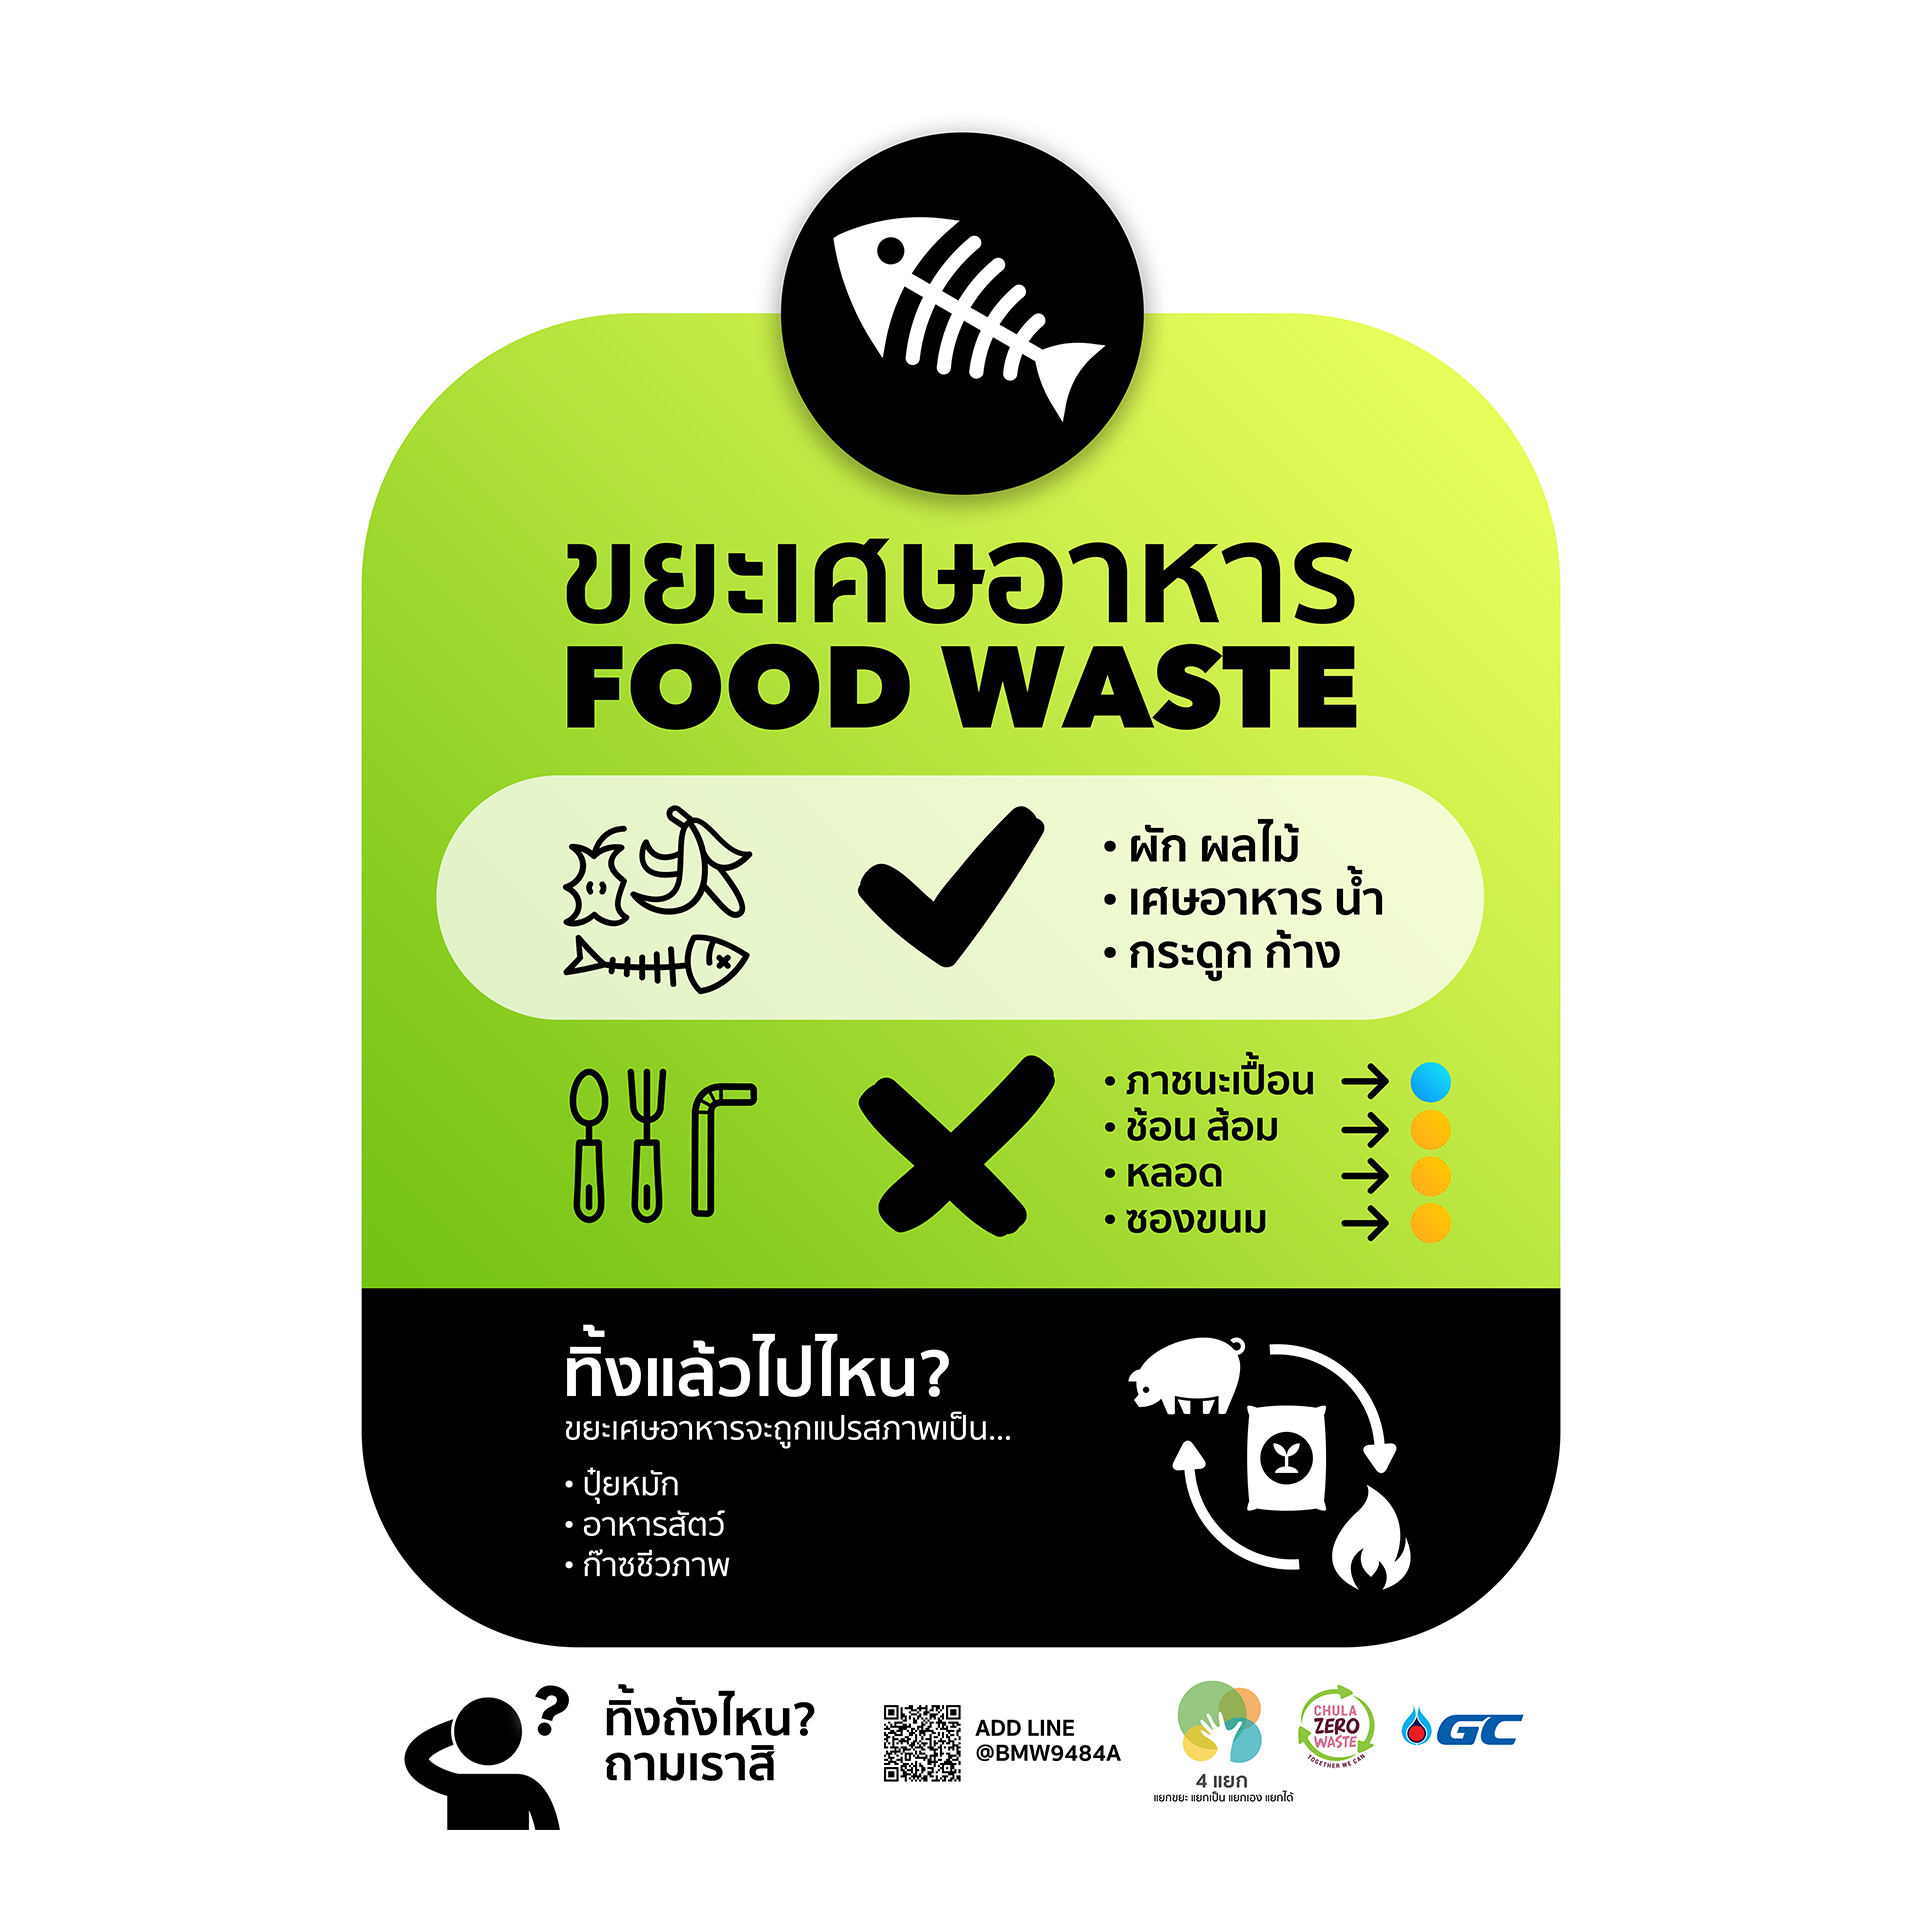 ขยะเศษอาหาร
FOOD WASTE
• ผัก ผลไม้
• เศษอาหาร น้ำ
• กระดูก ก้าง
• ภาชนะเปื้อน
• ช้อน ส้อม
• หลอด
• ซองขนม
ทิ้งแล้วไปไหน?
ขยะเศษอาหารจะถูกแปรสภาพเป็น...
• ปุ๋ยหมัก
• อาหารสัตว์
• ก๊าซชีวภาพ
?
ทิ้งถังไหน?
ถามเราสิ
ADD LINE
@BMW9484A
4 แยก
แยกขยะ แยกเป็น แยกเอง แยกได้
CHULA
ZERO
WASTE
TOGETHER WE CAN
GC